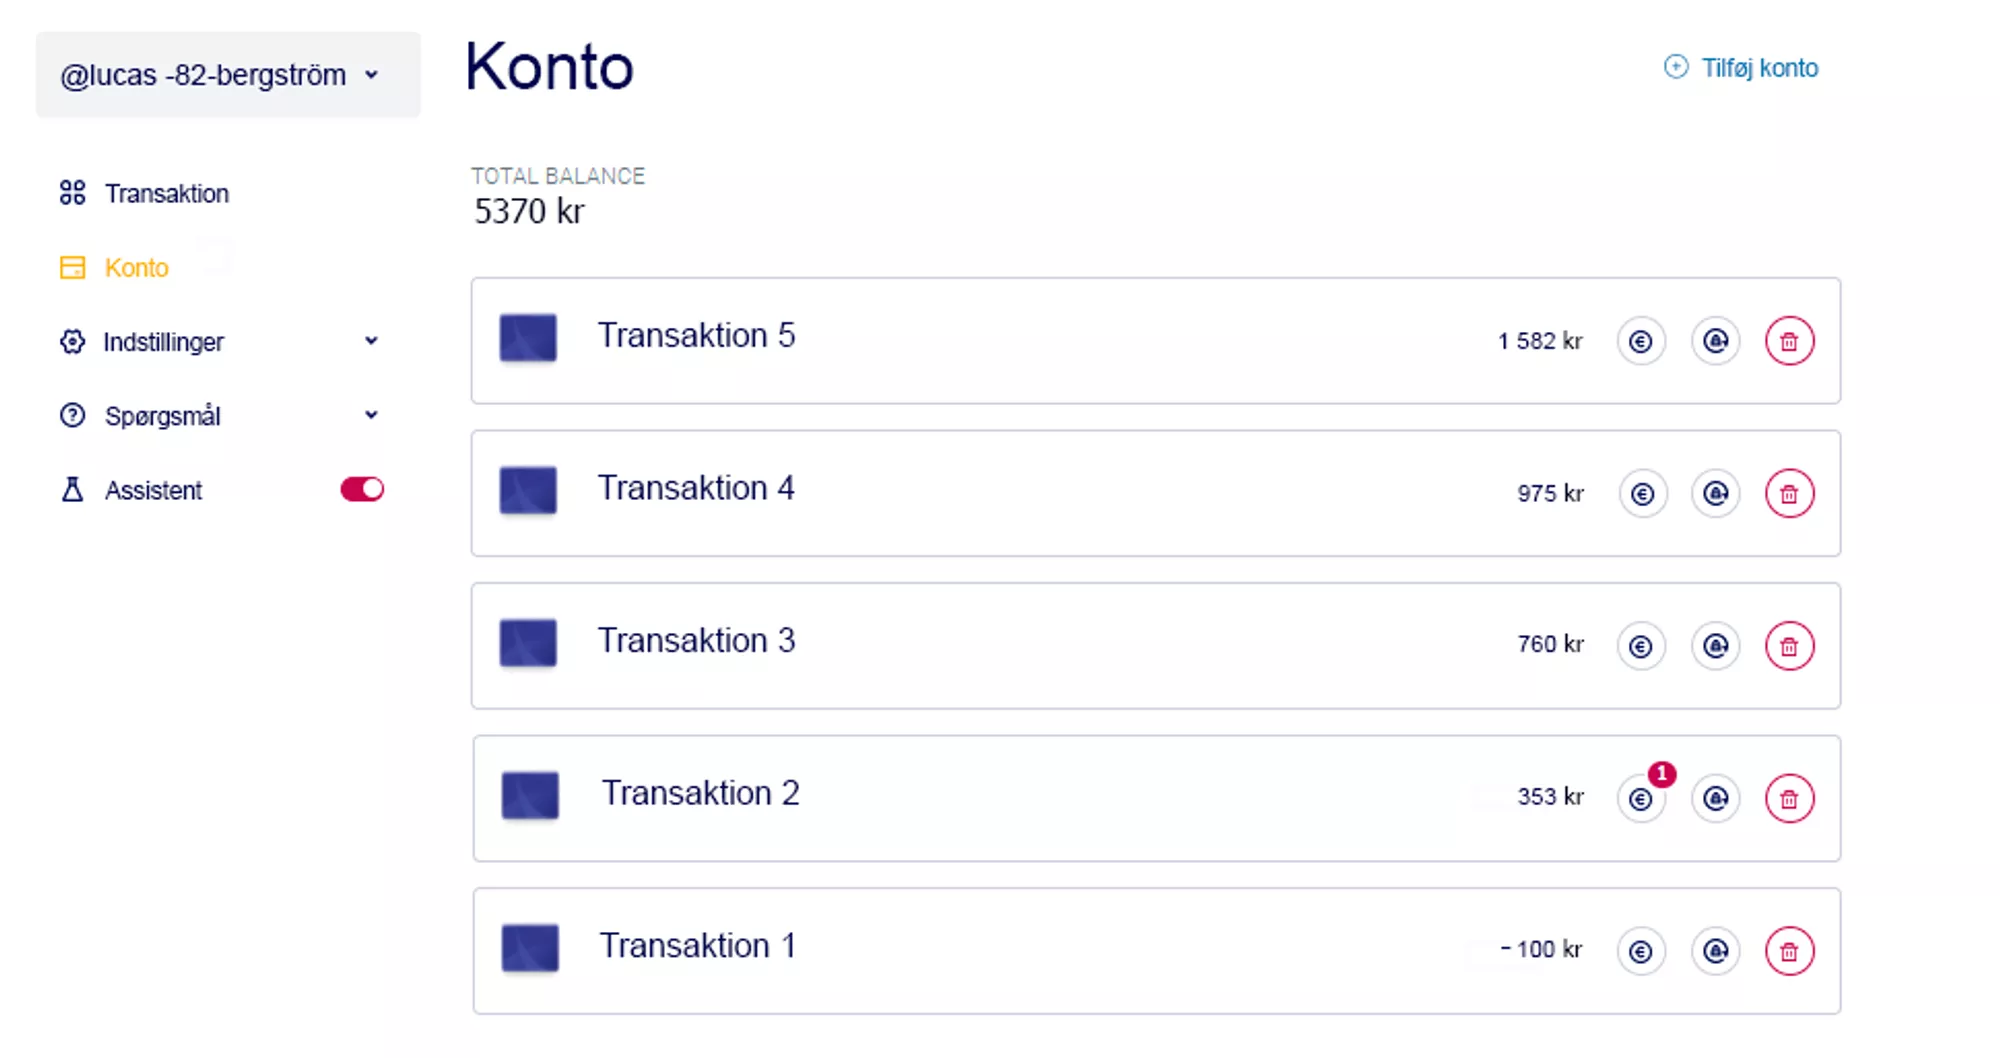 @lucas -82-bergström
Transaktion
Konto
Indstillinger
Spørgsmål
Assistent
Konto
Tilføj konto
TOTAL BALANCE
5370 kr
Transaktion 5
1 582 kr
Transaktion 4
975 kr
Transaktion 3
760 kr
Transaktion 2
353 kr
1
Transaktion 1
- 100 kr